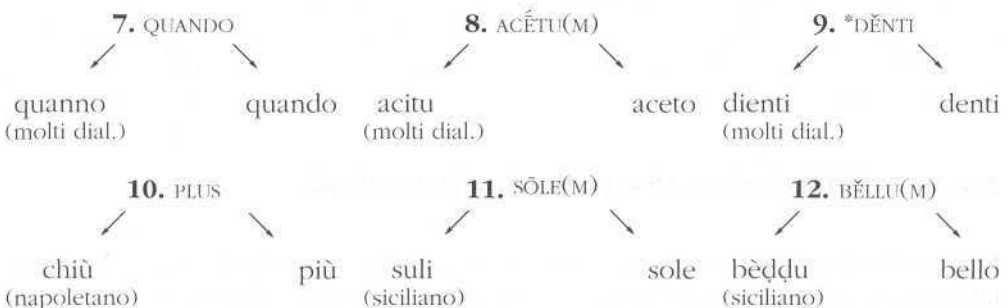 7. QUANDO 8. ACḖTU(M) 9. *DĔNTI
quanno quando acitu aceto dienti denti
(molti dial.) (molti dial.) (molti dial.)
10. PLUS 11. SŌLE(M) 12. BĔLLU(M)
chiù più suli sole bèḍḍu bello
(napoletano) (siciliano) (siciliano)